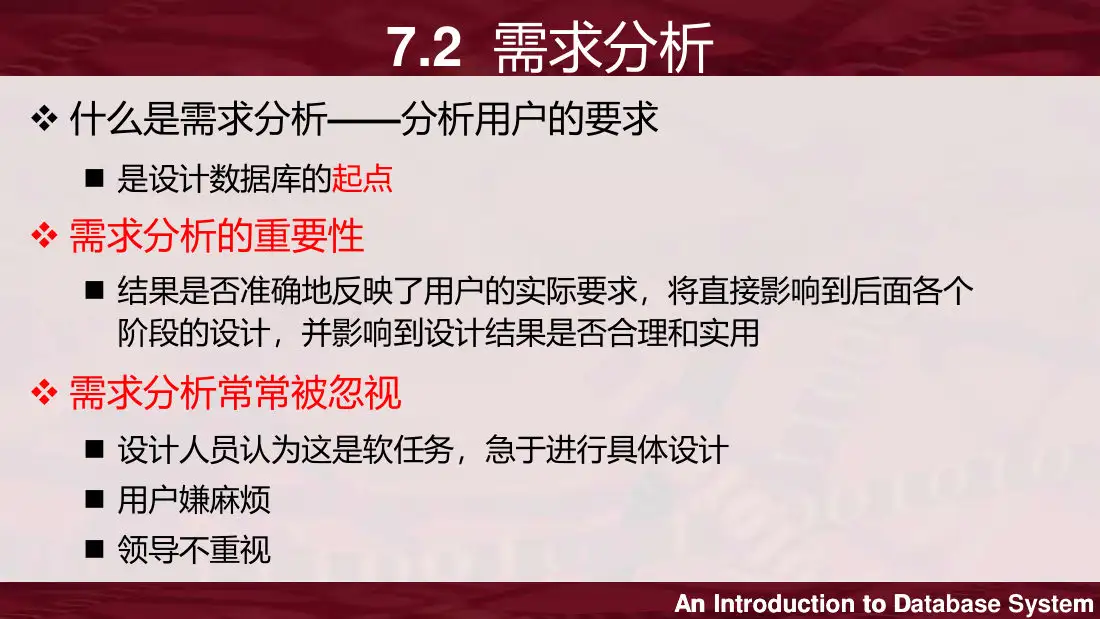 7.2 需求分析
什么是需求分析——分析用户的要求
是设计数据库的起点
需求分析的重要性
结果是否准确地反映了用户的实际要求，将直接影响到后面各个
阶段的设计，并影响到设计结果是否合理和实用
需求分析常常被忽视
设计人员认为这是软任务，急于进行具体设计
用户嫌麻烦
领导不重视
An Introduction to Database System